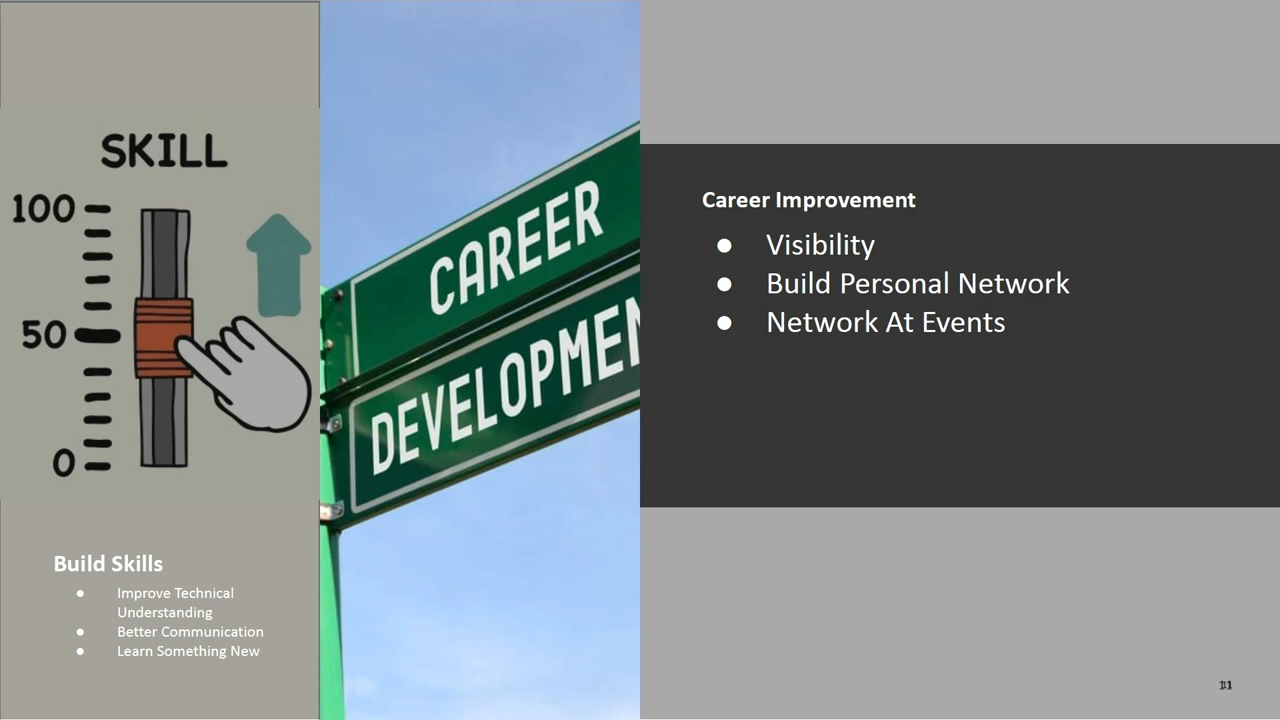 SKILL
100
50
0
Build Skills
● Improve Technical
Understanding
● Better Communication
● Learn Something New
CAREER
DEVELOPMEN
Career Improvement
● Visibility
● Build Personal Network
● Network At Events